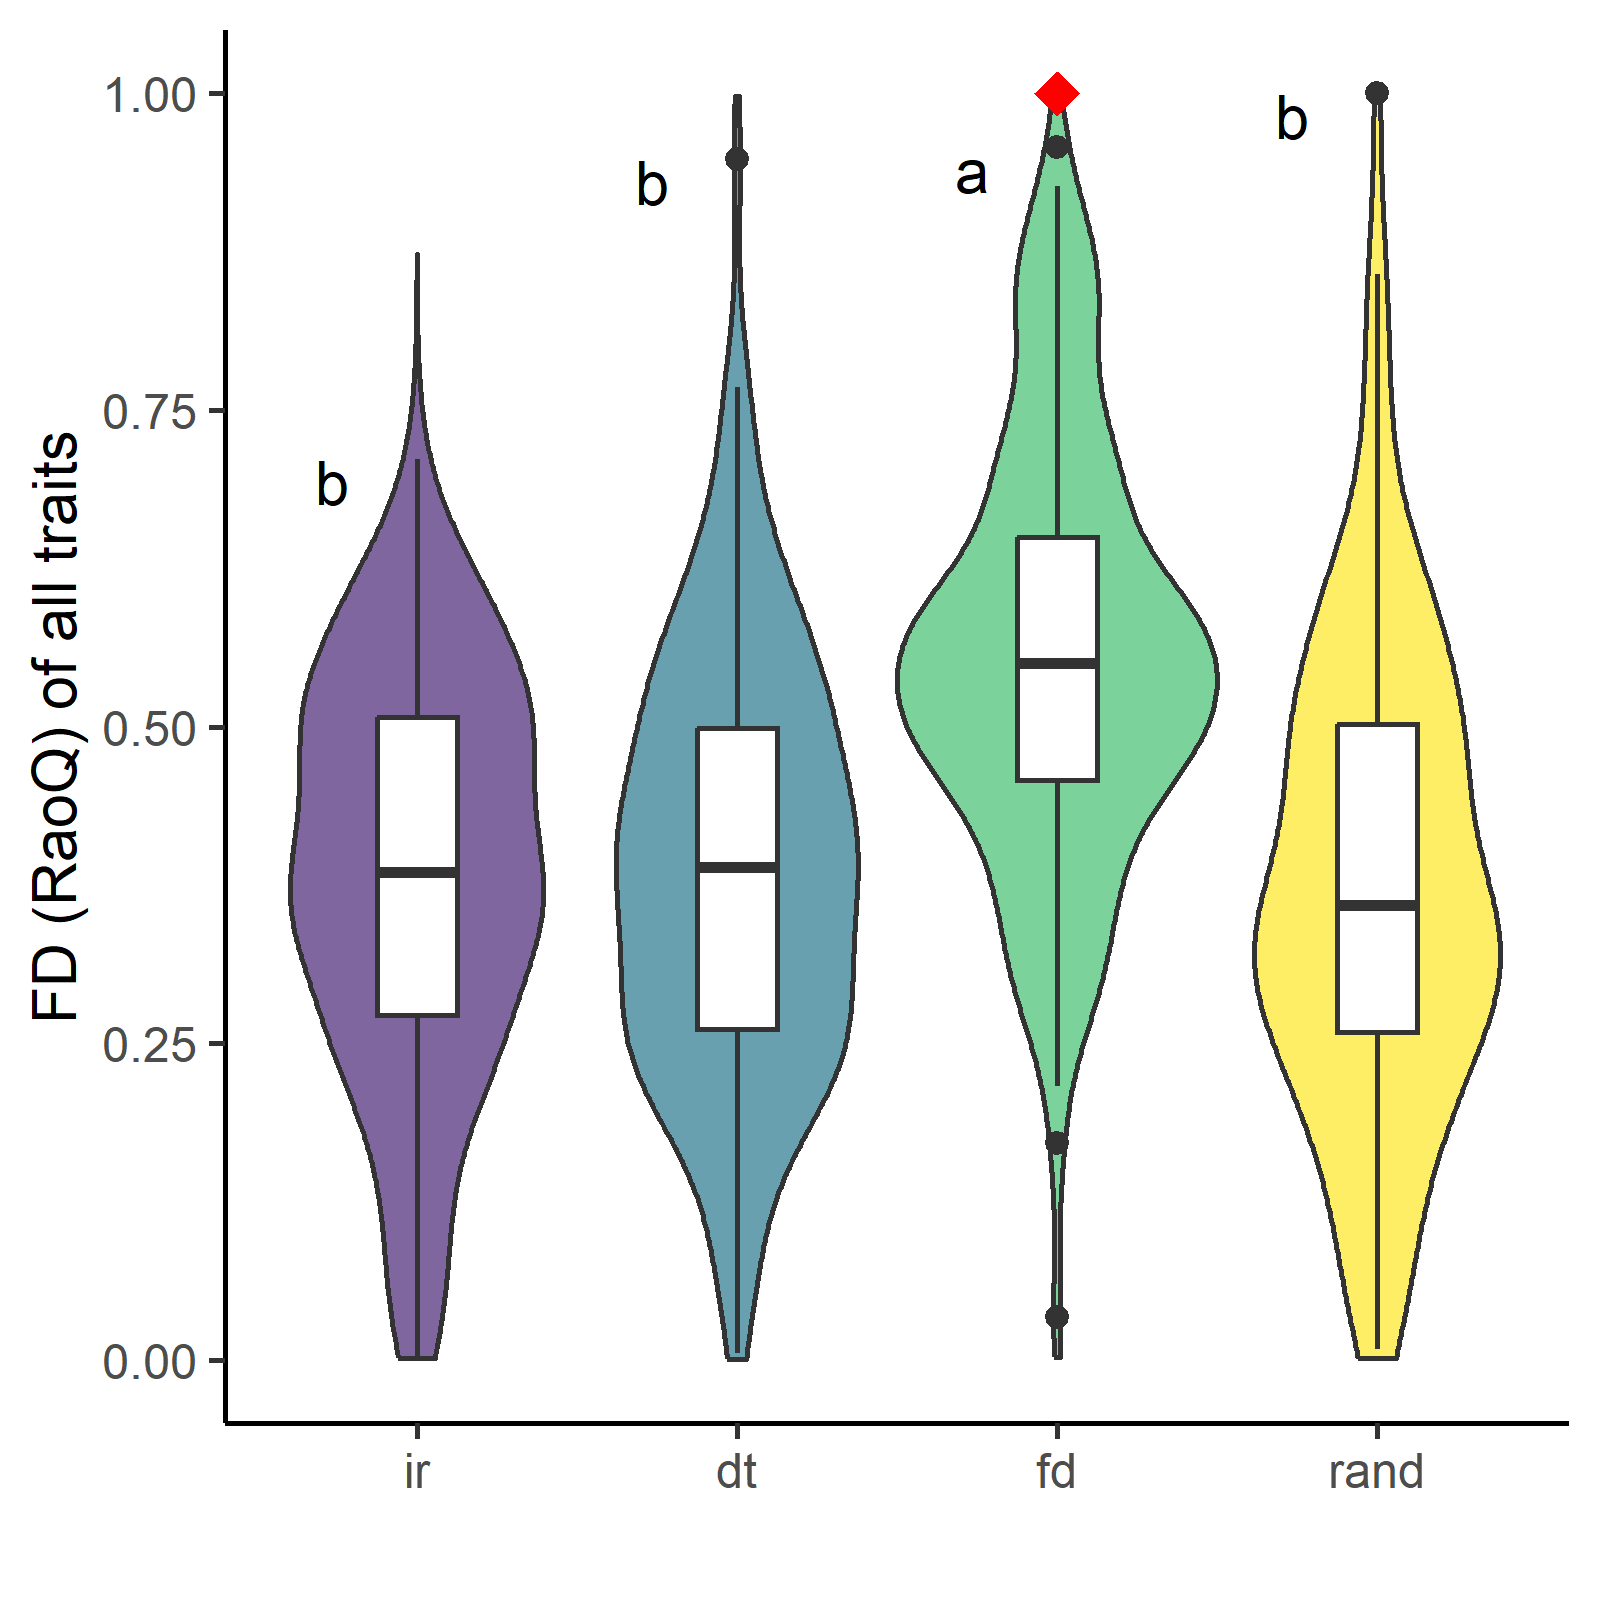 FD (RaoQ) of all traits
1.00
0.75
0.50
0.25
0.00
b
b
a
b
ir
dt
fd
rand